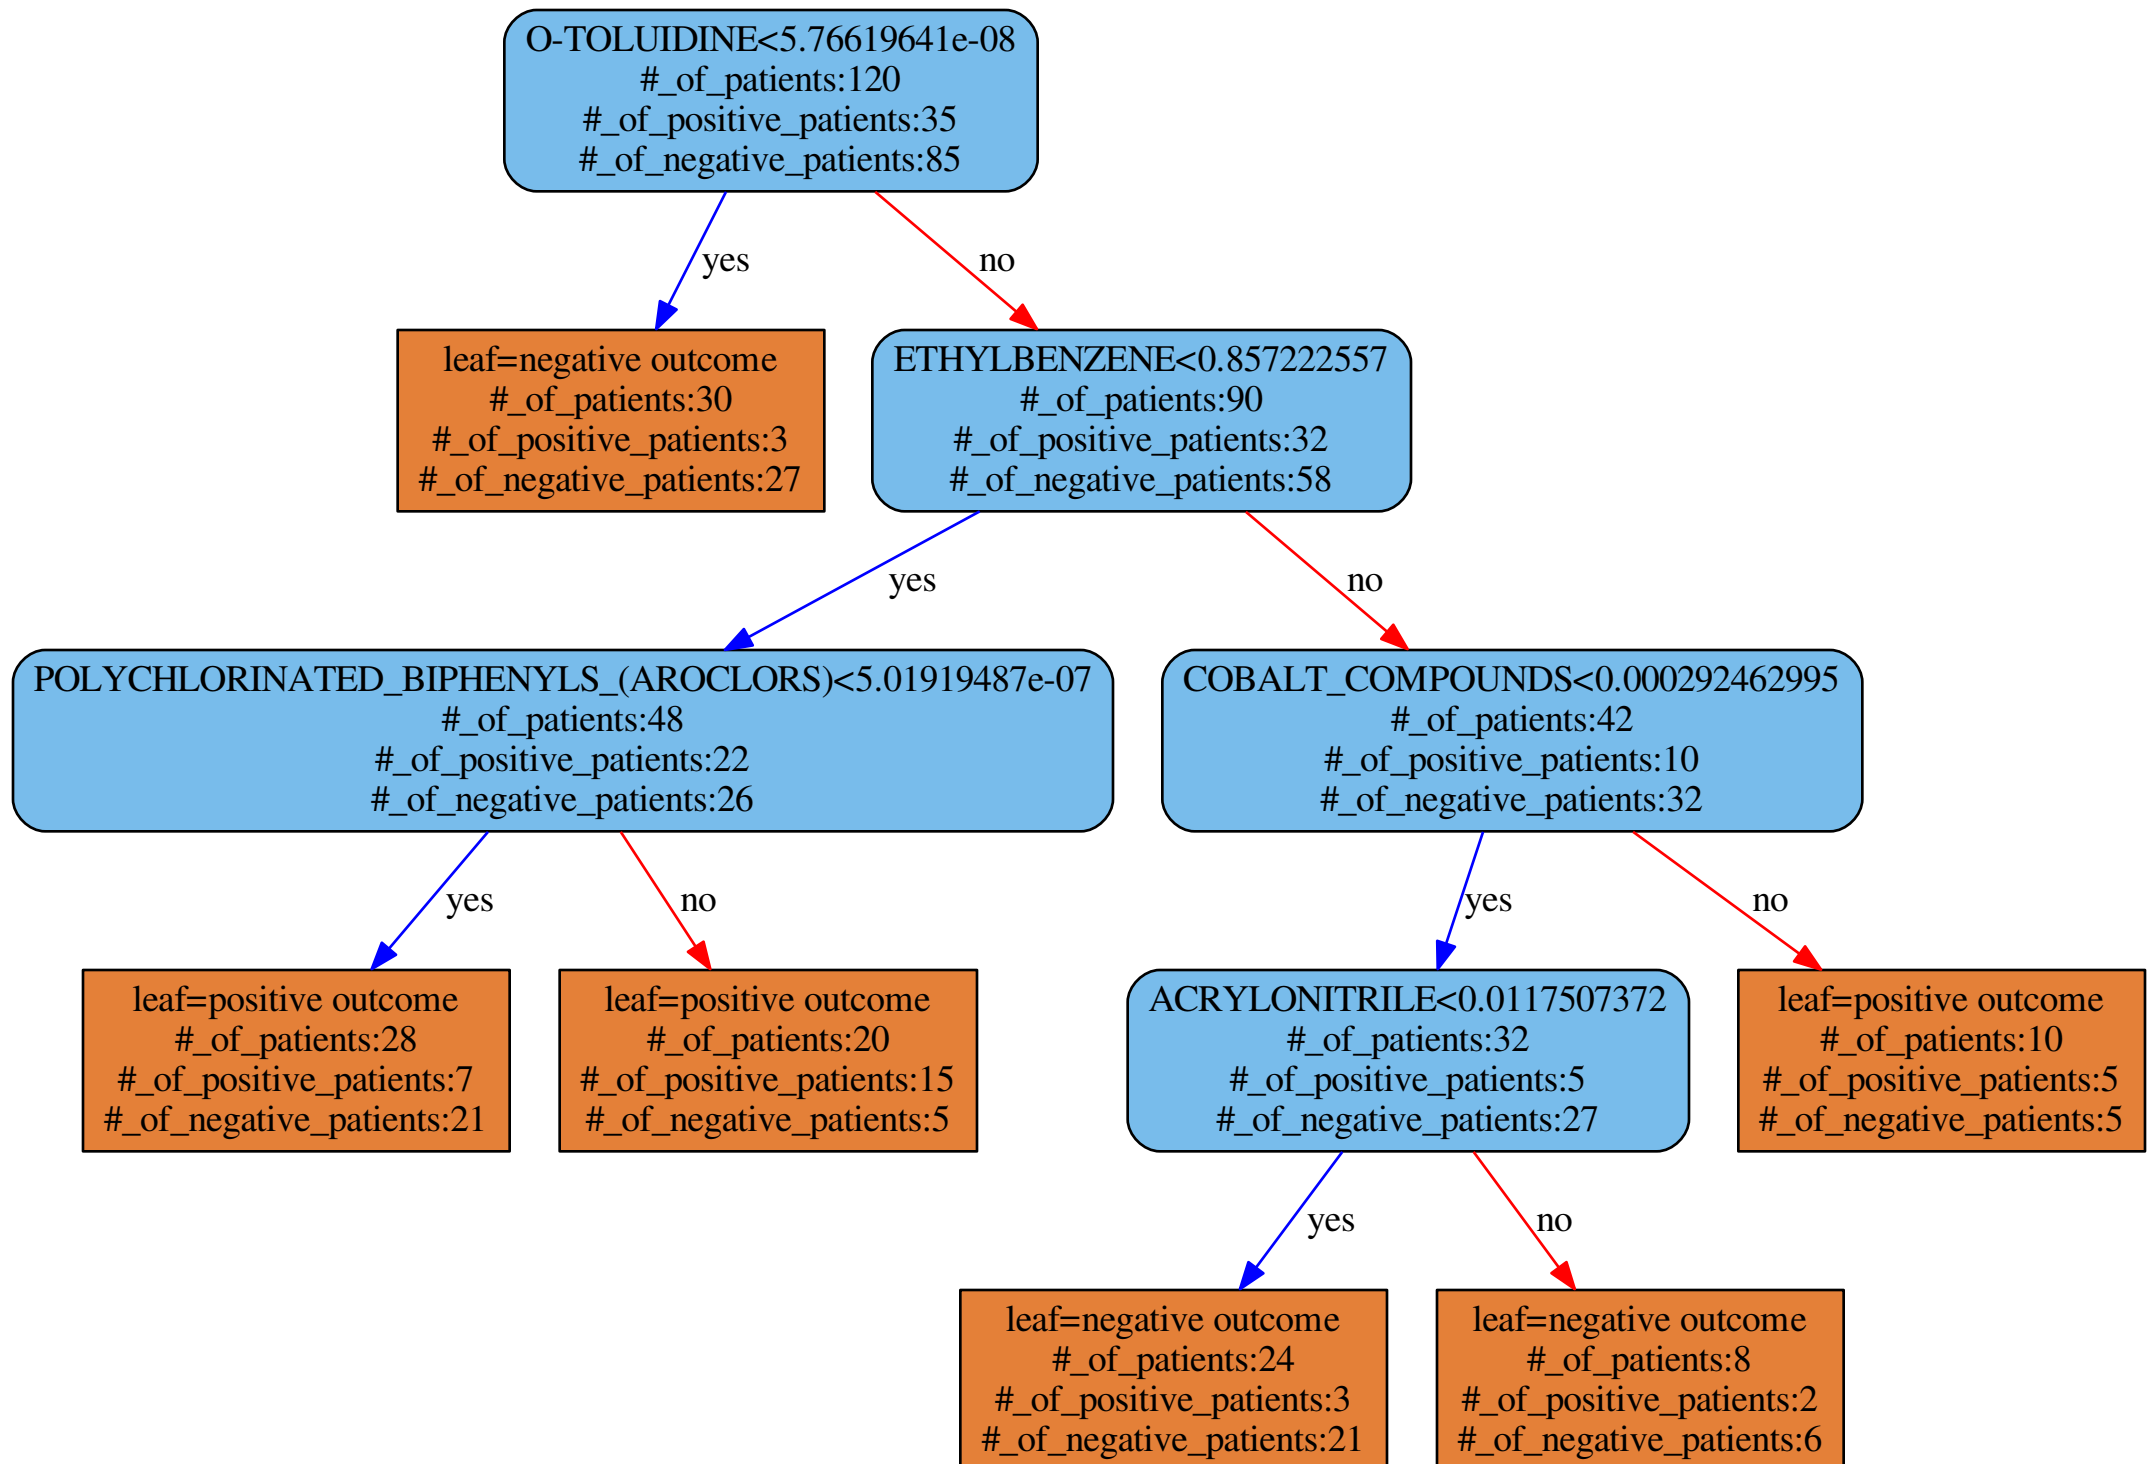 O-TOLUIDINE<5.76619641e-08
#_of_patients:120
#_of_positive_patients:35
#_of_negative_patients:85
yes
no
leaf=negative outcome
#_of_patients:30
#_of_positive_patients:3
#_of_negative_patients:27
ETHYLBENZENE<0.857222557
#_of_patients:90
#_of_positive_patients:32
#_of_negative_patients:58
yes
no
POLYCHLORINATED_BIPHENYLS_(AROCLORS)<5.01919487e-07
#_of_patients:48
#_of_positive_patients:22
#_of_negative_patients:26
COBALT_COMPOUNDS<0.000292462995
#_of_patients:42
#_of_positive_patients:10
#_of_negative_patients:32
yes
no
yes
no
leaf=positive outcome
#_of_patients:28
#_of_positive_patients:7
#_of_negative_patients:21
leaf=positive outcome
#_of_patients:20
#_of_positive_patients:15
#_of_negative_patients:5
ACRYLONITRILE<0.0117507372
#_of_patients:32
#_of_positive_patients:5
#_of_negative_patients:27
leaf=positive outcome
#_of_patients:10
#_of_positive_patients:5
#_of_negative_patients:5
yes
no
leaf=negative outcome
#_of_patients:24
#_of_positive_patients:3
#_of_negative_patients:21
leaf=negative outcome
#_of_patients:8
#_of_positive_patients:2
#_of_negative_patients:6